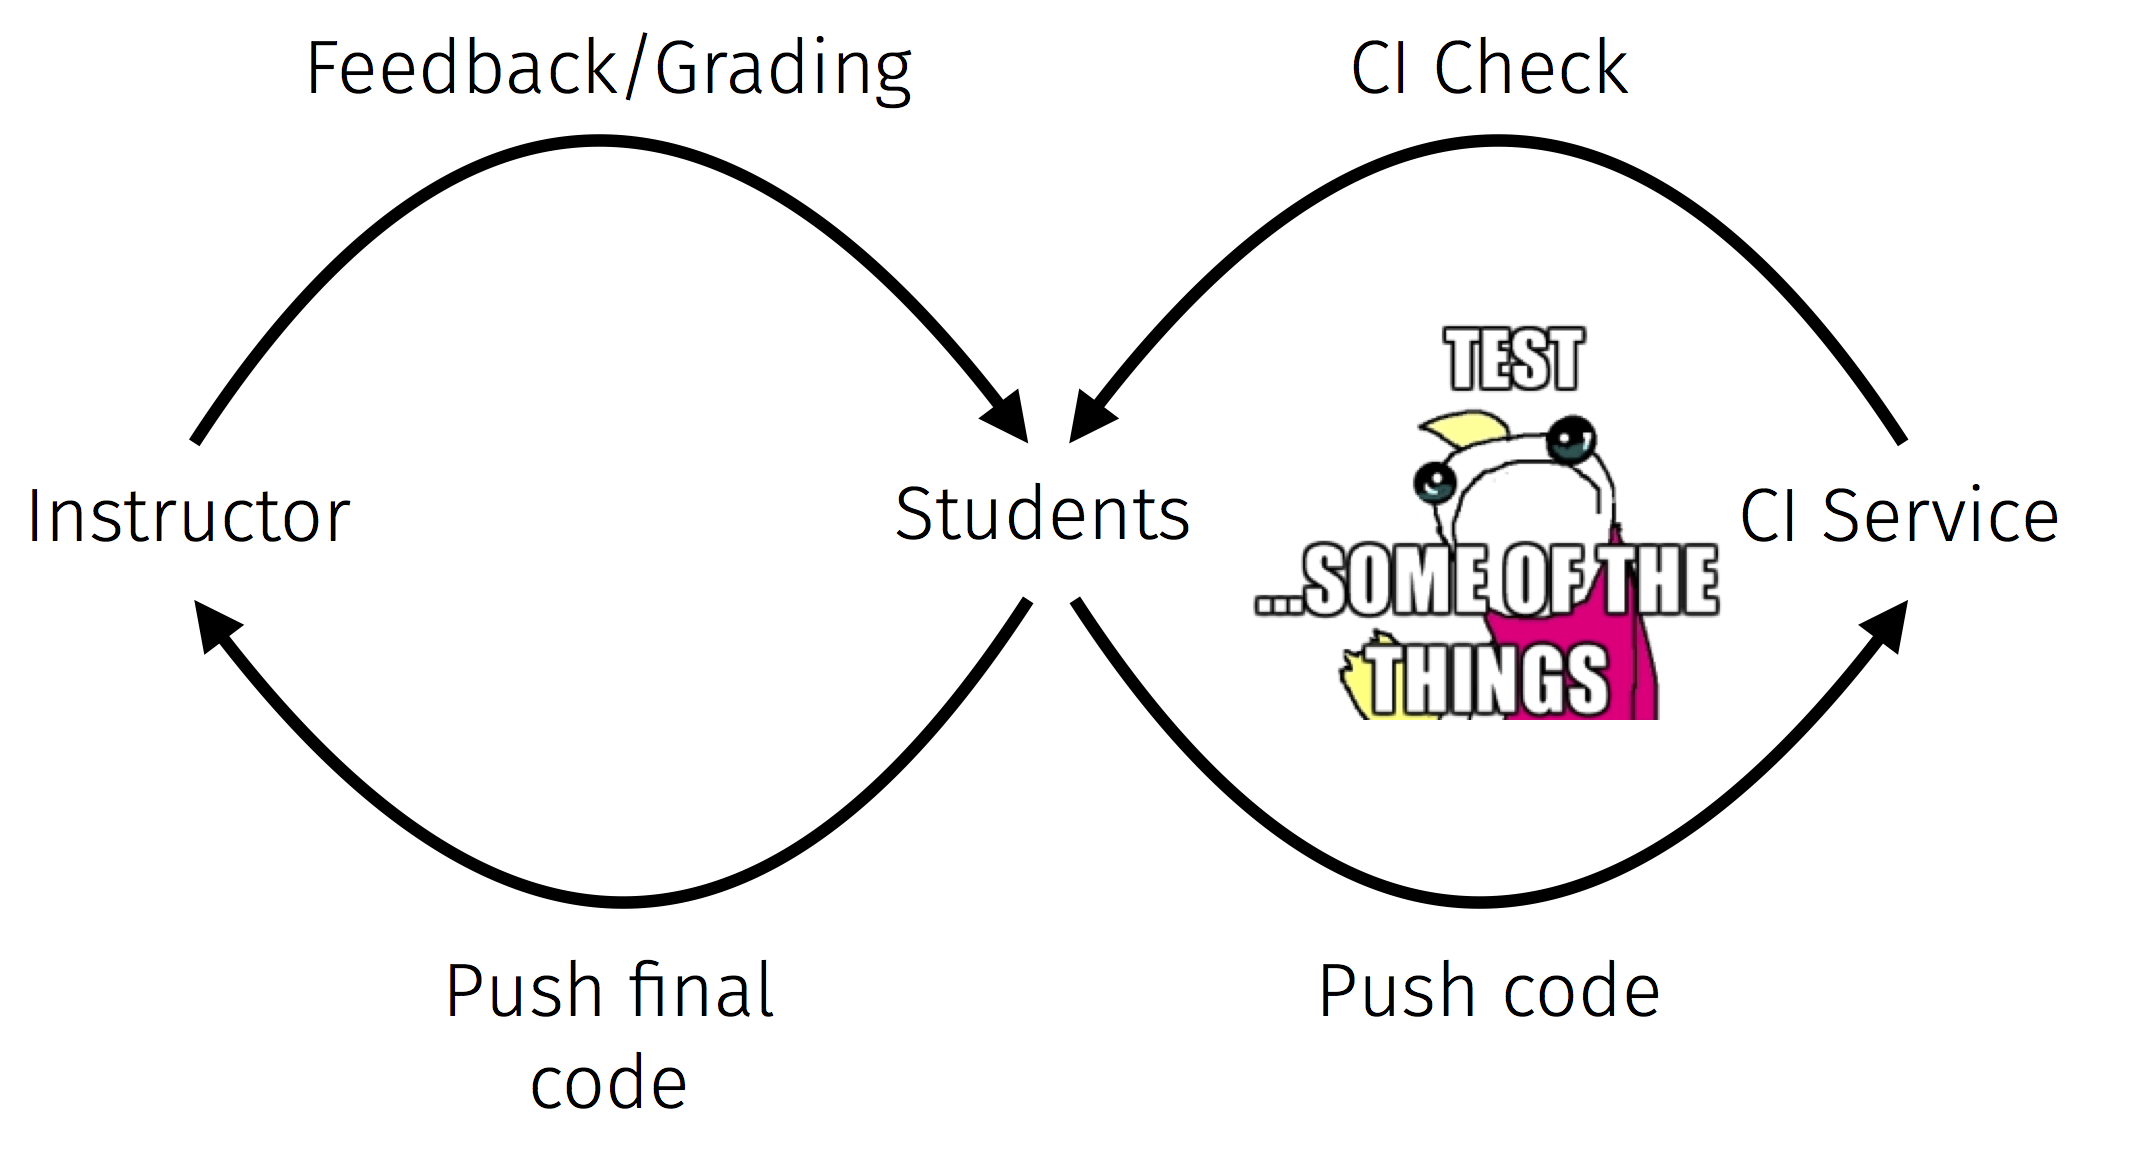 Feedback/Grading
CI Check
Instructor
Students
TEST
...SOME OF THE
THINGS
CI Service
Push final
code
Push code